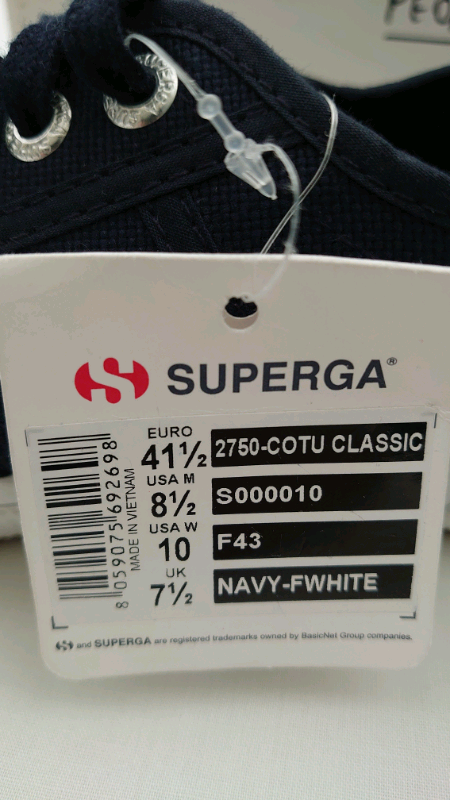 SUPERGA®
EURO
41½
USA M
8½
USA W
10
UK
7½
2750-COTU CLASSIC
S000010
F43
NAVY-FWHITE
8 059075 692698
MADE IN VIETNAM
and SUPERGA are registered trademarks owned by BasicNet Group companies.